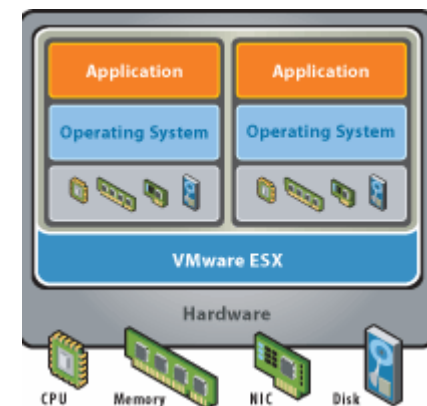 Application Application
Operating System Operating System
VMware ESX
Hardware
CPU Memory NIC Disk